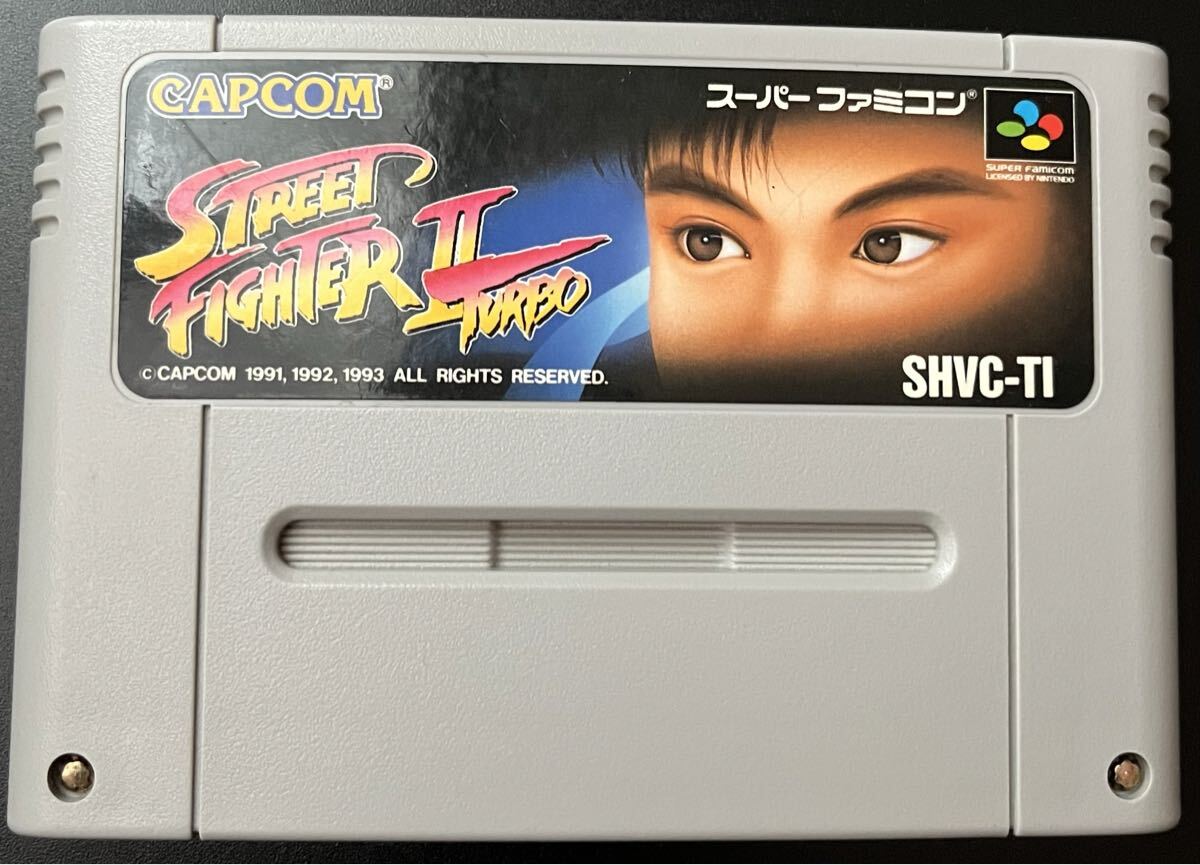 CAPCOM®
スーパーファミコン®
SUPER FAMICOM
LICENSED BY NINTENDO
STREET
FIGHTER II
TURBO
©CAPCOM 1991, 1992, 1993 ALL RIGHTS RESERVED.
SHVC-TI